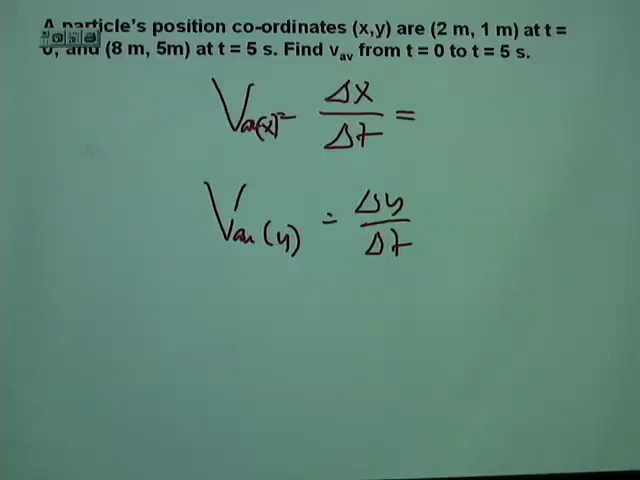 A particle's position co-ordinates (x,y) are (2 m, 1 m) at t =
0, and (8 m, 5m) at t = 5 s. Find vav from t = 0 to t = 5 s.
Vav(x) = Δx/Δt =
Vav(y) = Δy/Δt